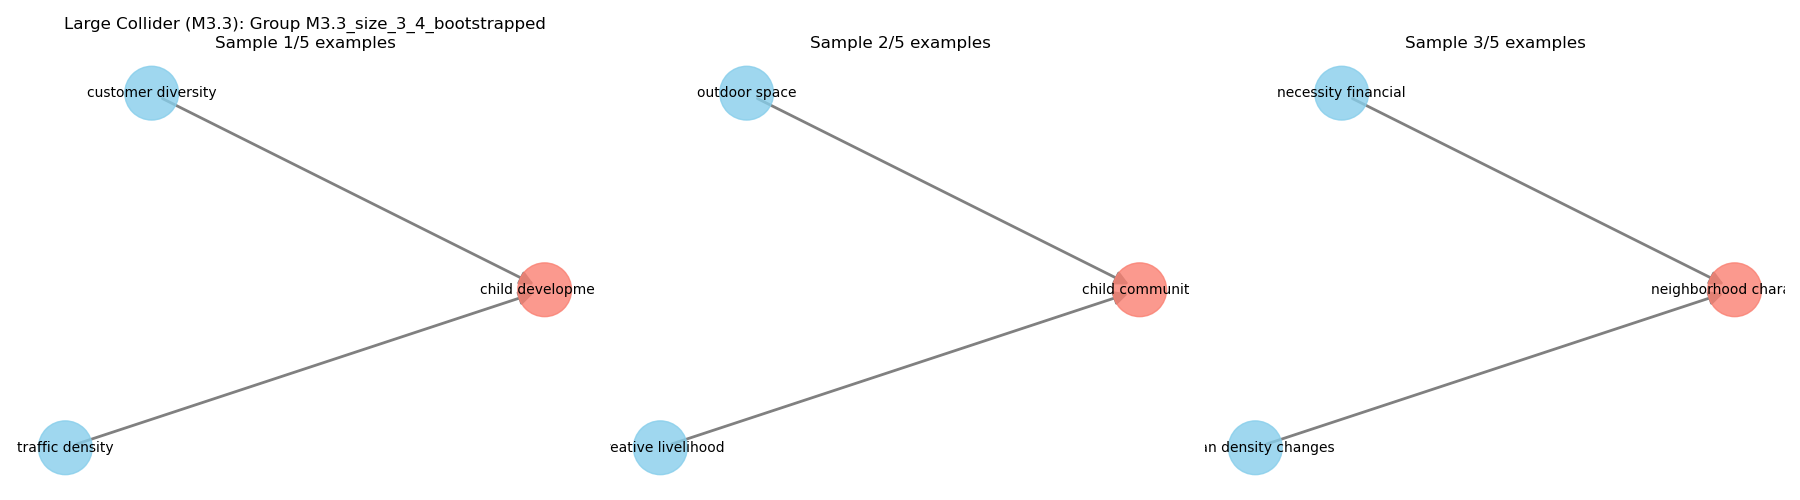 Large Collider (M3.3): Group M3.3_size_3_4_bootstrapped
Sample 1/5 examples
customer diversity
child developme
traffic density
Sample 2/5 examples
outdoor space
child communit
eative livelihood
Sample 3/5 examples
necessity financial
neighborhood chara
an density changes